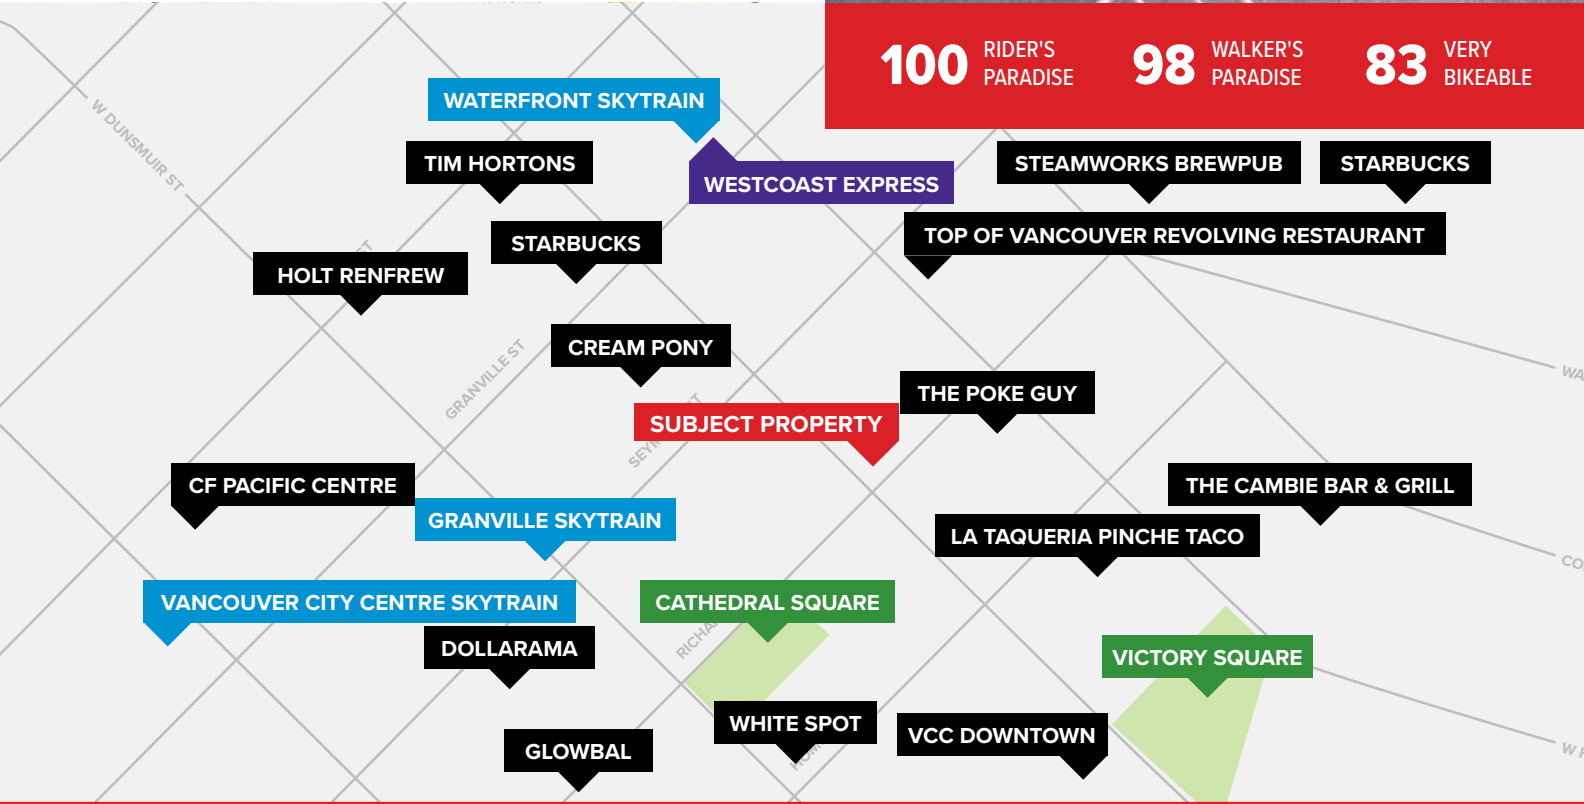 100 RIDER'S PARADISE
98 WALKER'S PARADISE
83 VERY BIKEABLE
WATERFRONT SKYTRAIN
W DUNSMUIR ST
TIM HORTONS
WESTCOAST EXPRESS
STEAMWORKS BREWPUB
STARBUCKS
TOP OF VANCOUVER REVOLVING RESTAURANT
STARBUCKS
ST
HOLT RENFREW
CREAM PONY
GRANVILLE ST
THE POKE GUY
SUBJECT PROPERTY
CF PACIFIC CENTRE
GRANVILLE SKYTRAIN
THE CAMBIE BAR & GRILL
LA TAQUERIA PINCHE TACO
VANCOUVER CITY CENTRE SKYTRAIN
CATHEDRAL SQUARE
DOLLARAMA
VICTORY SQUARE
WHITE SPOT
VCC DOWNTOWN
GLOWBAL